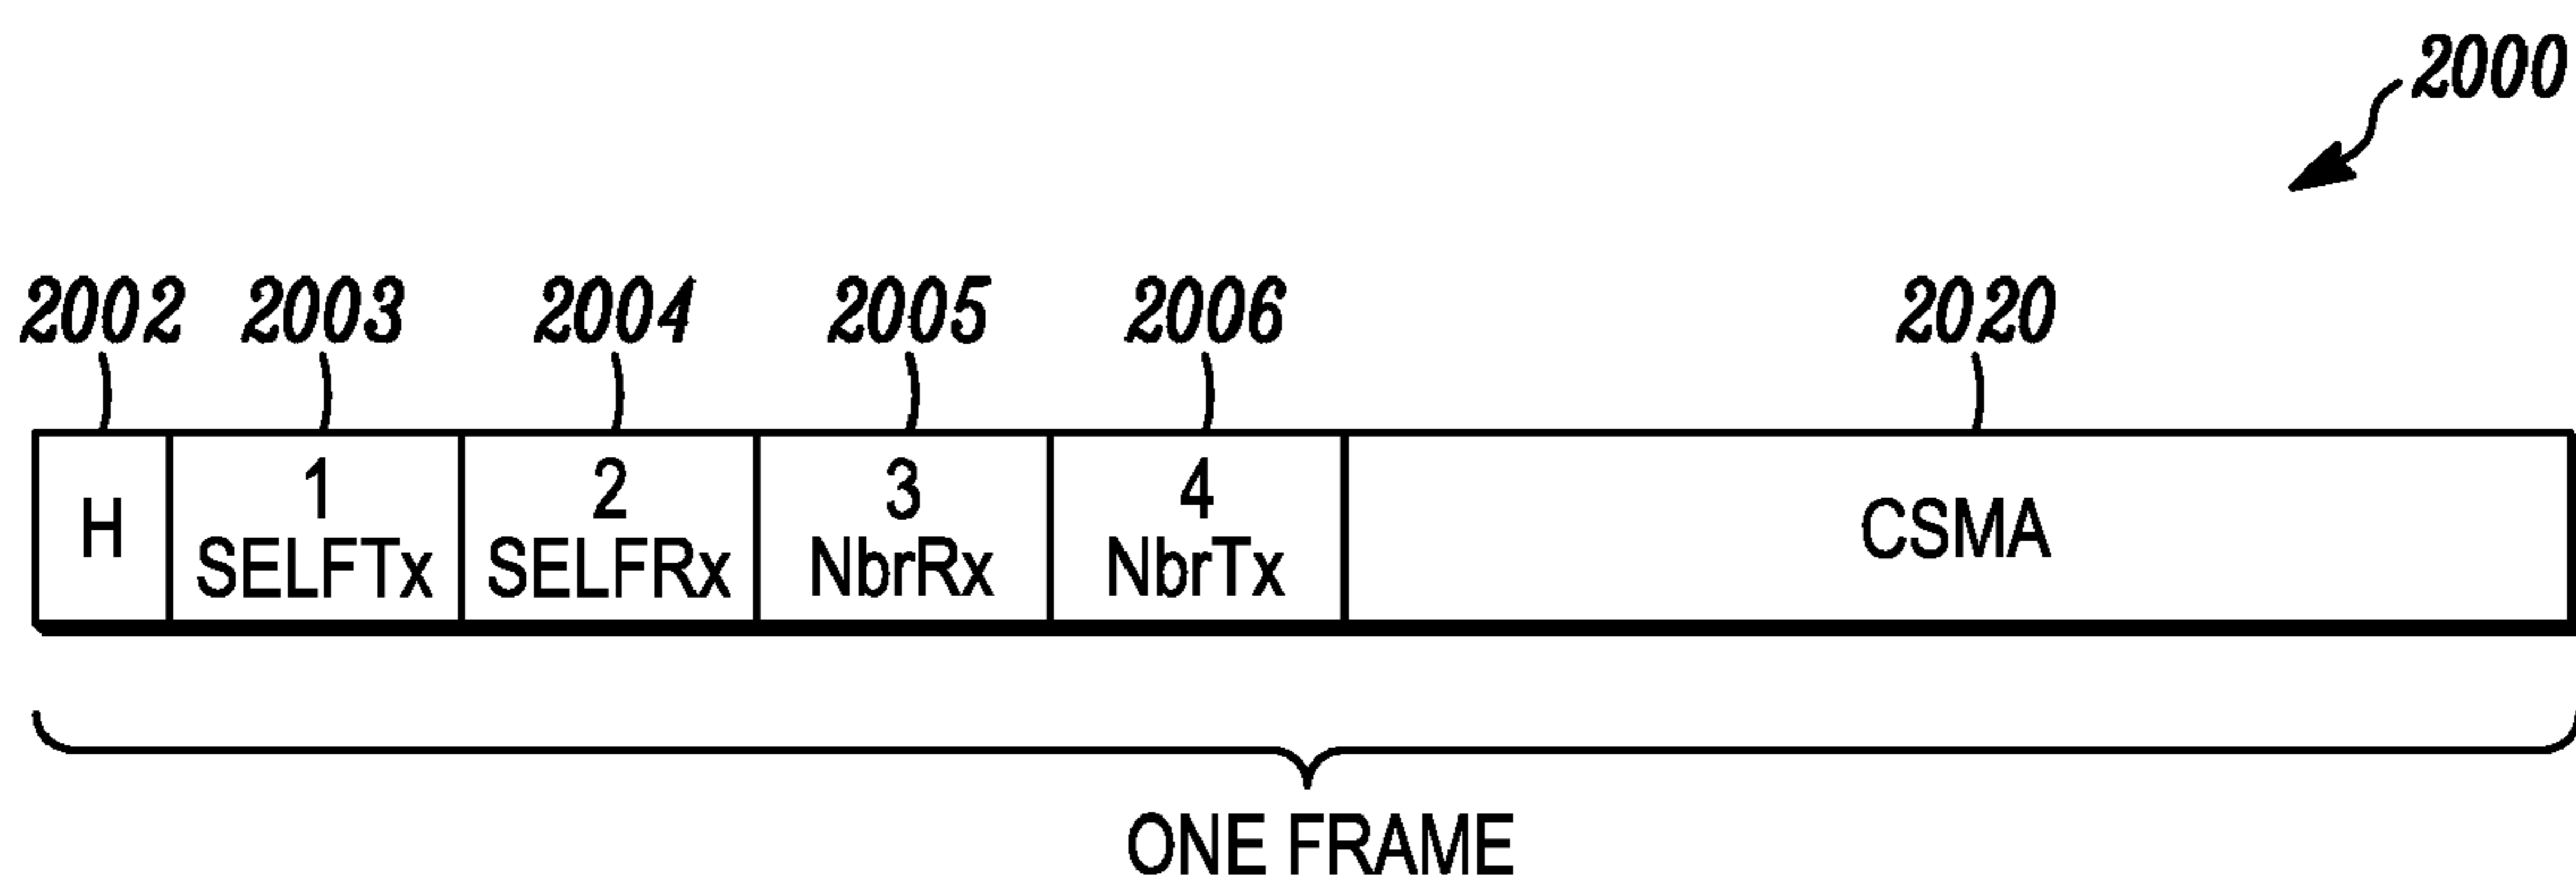 2000
2002 2003 2004 2005 2006 2020
1 2 3 4
H SELFTx SELFRx NbrRx NbrTx CSMA
ONE FRAME